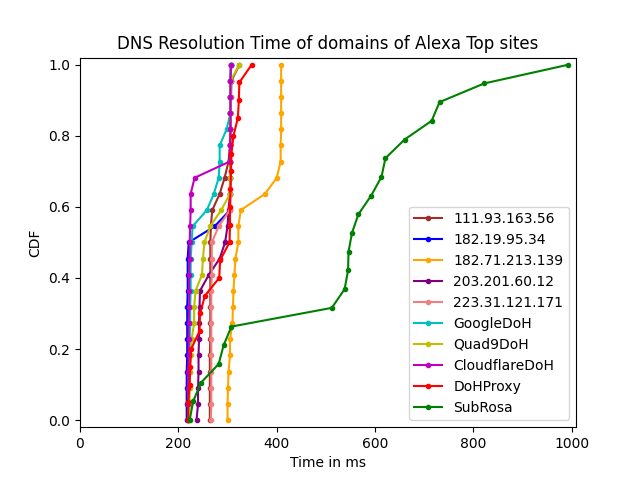 DNS Resolution Time of domains of Alexa Top sites
CDF
1.0
0.8
0.6
0.4
0.2
0.0
0
200
400
600
800
1000
Time in ms
111.93.163.56
182.19.95.34
182.71.213.139
203.201.60.12
223.31.121.171
GoogleDoH
Quad9DoH
CloudflareDoH
DoHProxy
SubRosa